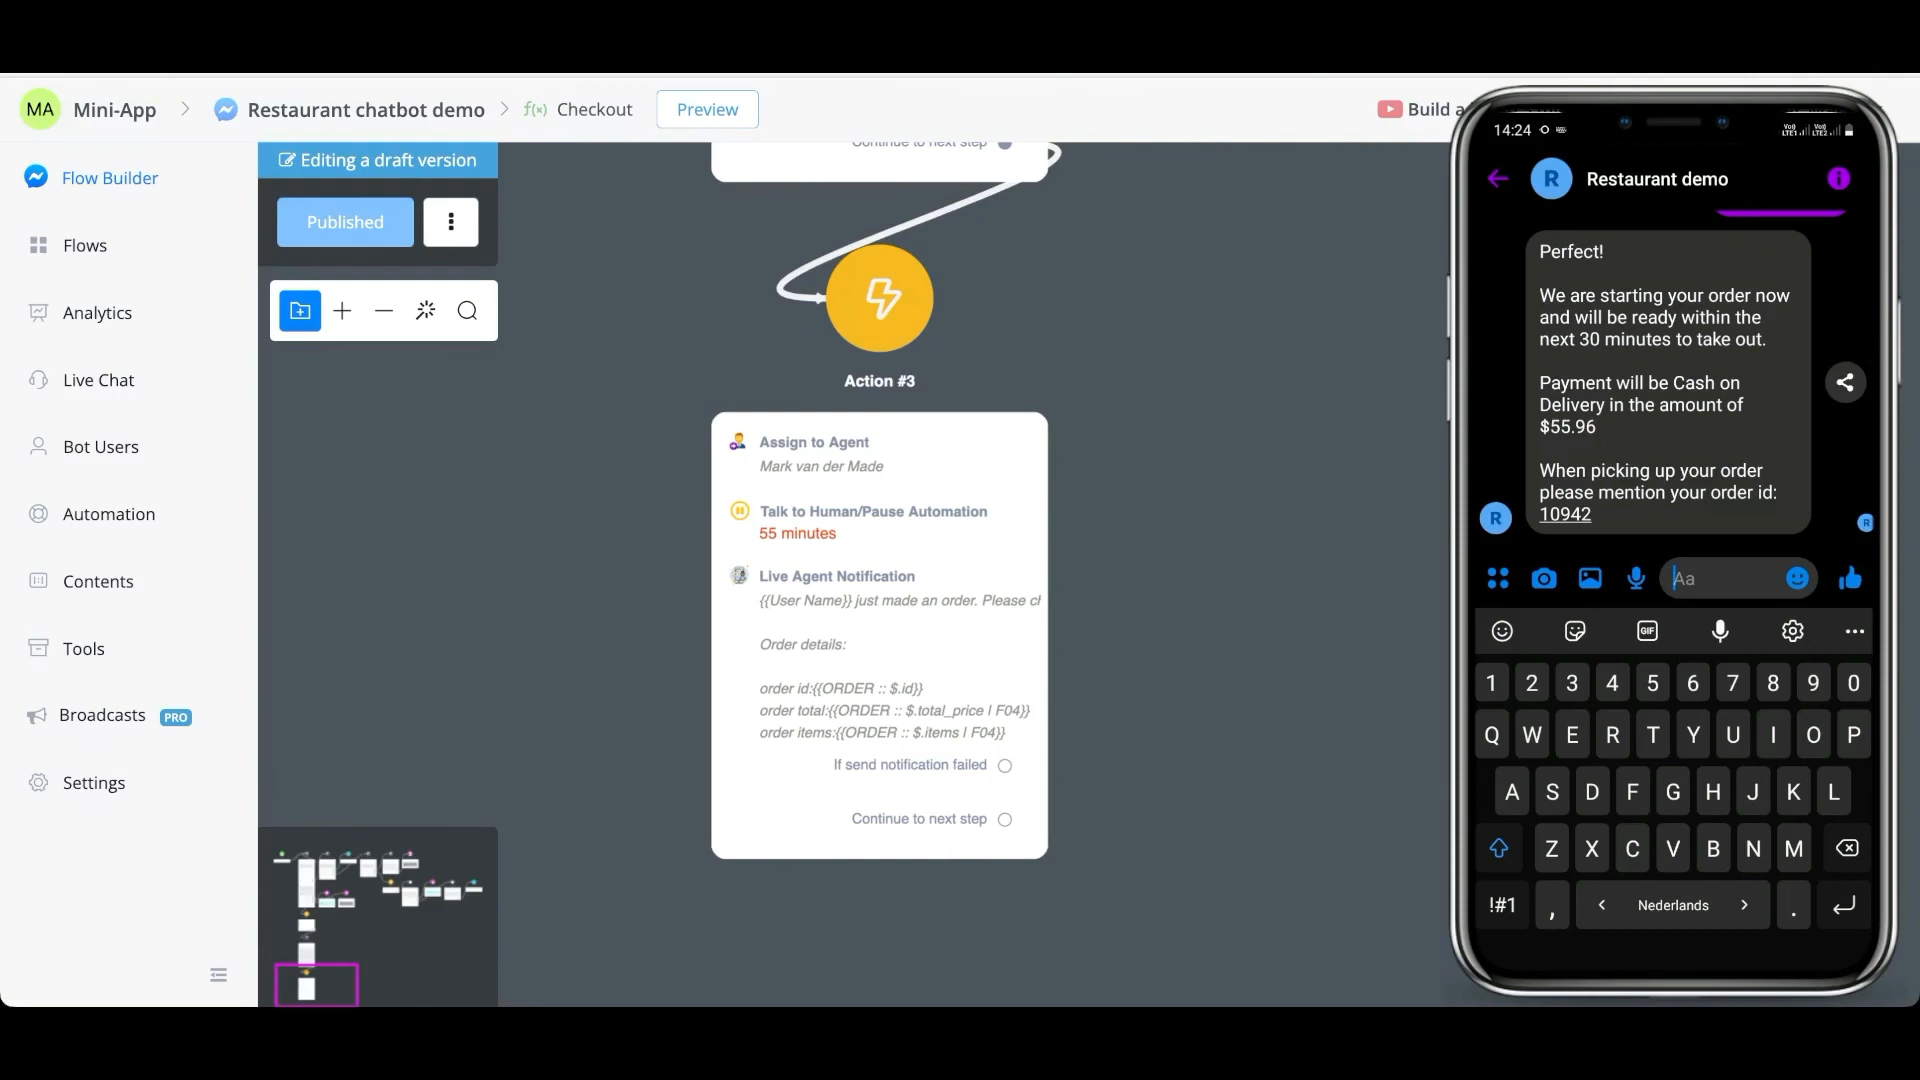 MA Mini-App > Restaurant chatbot demo > f(x) Checkout Preview
Build a
Flow Builder
Flows
Analytics
Live Chat
Bot Users
Automation
Contents
Tools
Broadcasts PRO
Settings
Editing a draft version
Published
Continue to next step
Action #3
Assign to Agent
Mark van der Made
Talk to Human/Pause Automation
55 minutes
Live Agent Notification
{{User Name}} just made an order. Please ch
Order details:
order id:{{ORDER :: $.id}}
order total:{{ORDER :: $.total_price | F04}}
order items:{{ORDER :: $.items | F04}}
If send notification failed
Continue to next step
14:24
R Restaurant demo
Perfect!
We are starting your order now
and will be ready within the
next 30 minutes to take out.
Payment will be Cash on
Delivery in the amount of
$55.96
When picking up your order
please mention your order id:
10942
R
R
Aa
GIF
1 2 3 4 5 6 7 8 9 0
Q W E R T Y U I O P
A S D F G H J K L
Z X C V B N M
!#1 , < Nederlands > .